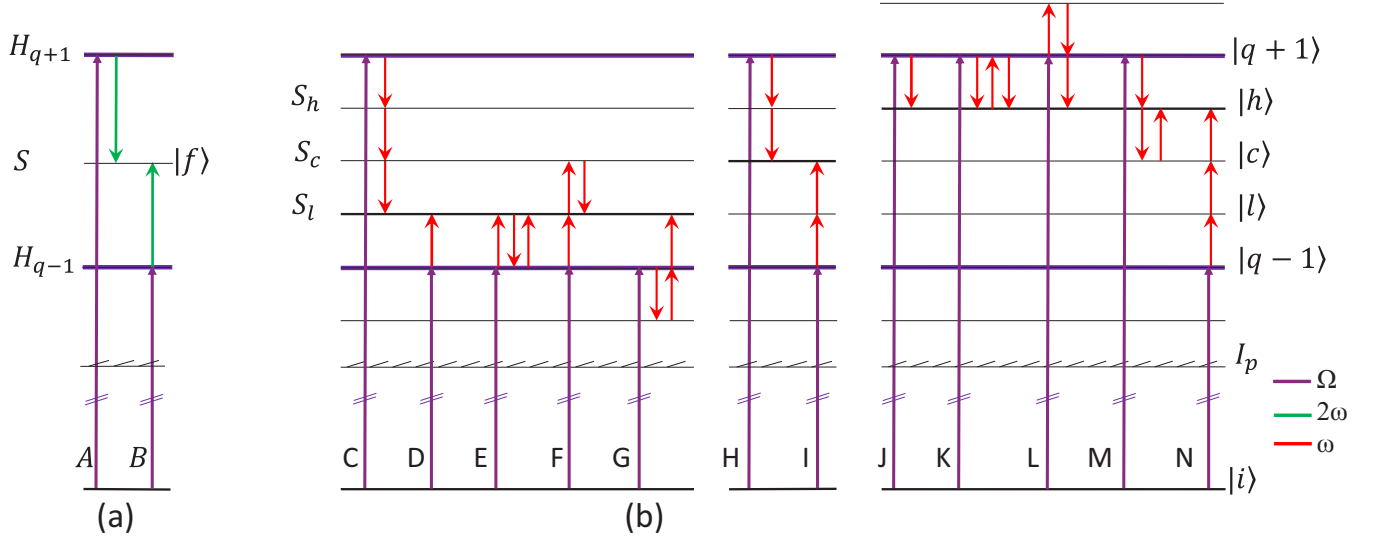 H_{q+1}
S
|f⟩
H_{q−1}
A
B
(a)
S_h
S_c
S_l
C
D
E
F
G
H
I
J
K
L
M
N
(b)
|q + 1⟩
|h⟩
|c⟩
|l⟩
|q − 1⟩
I_p
|i⟩
Ω
2ω
ω